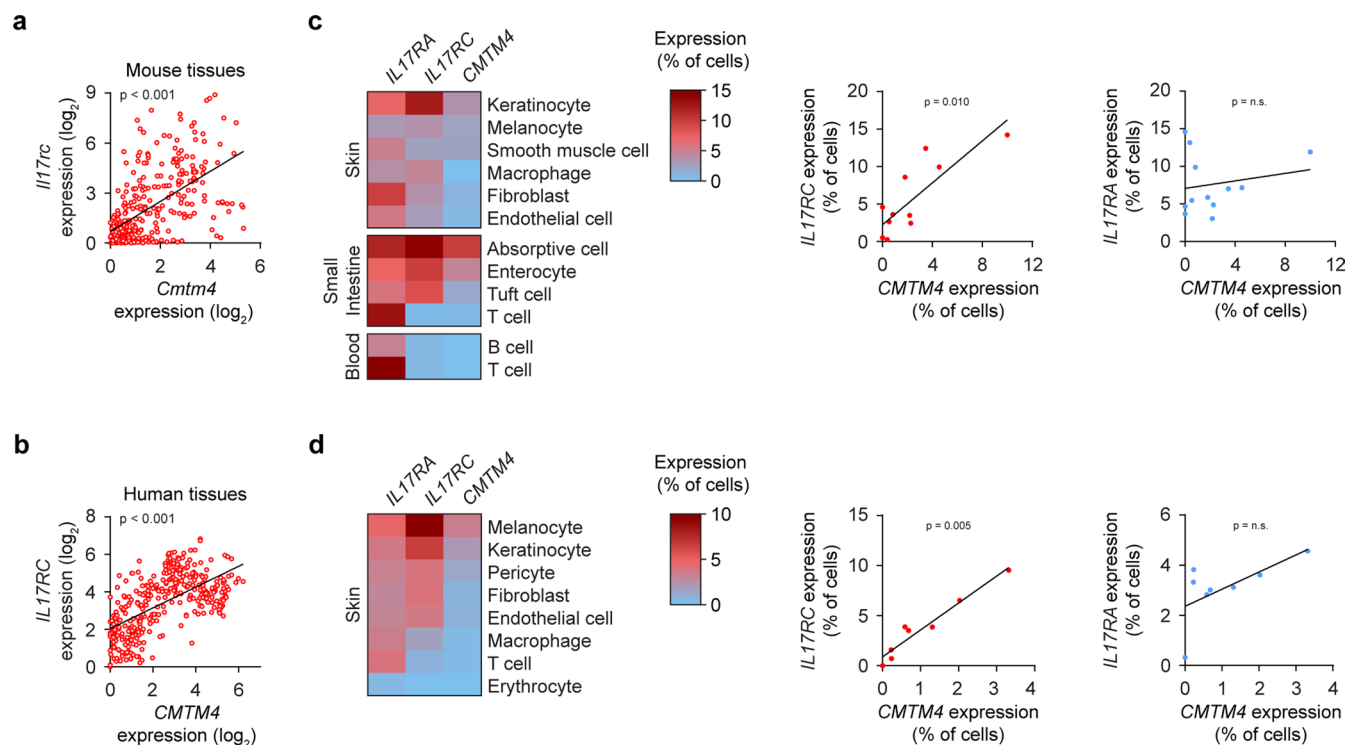 a
Mouse tissues
p < 0.001
9
6
3
0
Il17rc
expression (log2)
0 2 4 6
Cmtm4
expression (log2)
c
IL17RA
IL17RC
CMTM4
Expression
(% of cells)
15
10
5
0
Skin
Keratinocyte
Melanocyte
Smooth muscle cell
Macrophage
Fibroblast
Endothelial cell
Small
Intestine
Absorptive cell
Enterocyte
Tuft cell
T cell
Blood
B cell
T cell
p = 0.010
20
15
10
5
0
IL17RC expression
(% of cells)
0 4 8 12
CMTM4 expression
(% of cells)
p = n.s.
20
15
10
5
0
IL17RA expression
(% of cells)
0 4 8 12
CMTM4 expression
(% of cells)
b
Human tissues
p < 0.001
8
6
4
2
0
IL17RC
expression (log2)
0 2 4 6
CMTM4
expression (log2)
d
IL17RA
IL17RC
CMTM4
Expression
(% of cells)
10
5
0
Skin
Melanocyte
Keratinocyte
Pericyte
Fibroblast
Endothelial cell
Macrophage
T cell
Erythrocyte
p = 0.005
15
10
5
0
IL17RC expression
(% of cells)
0 1 2 3 4
CMTM4 expression
(% of cells)
p = n.s.
6
4
2
0
IL17RA expression
(% of cells)
0 1 2 3 4
CMTM4 expression
(% of cells)